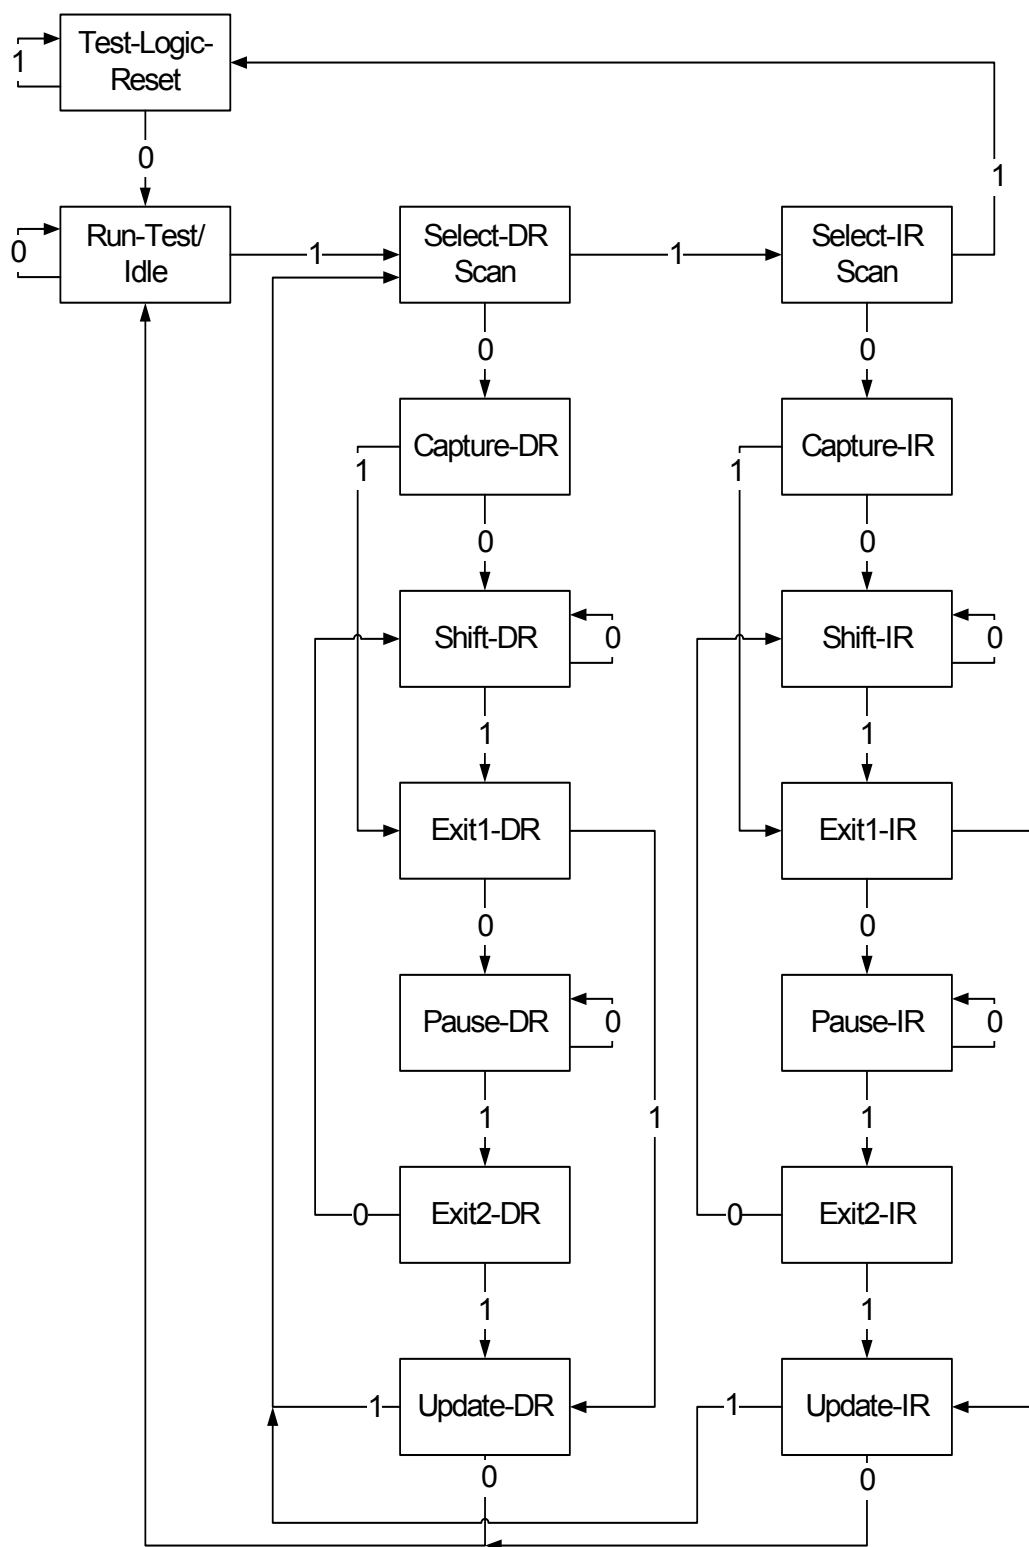 Test-Logic-
Reset
1
0
1
Run-Test/
Idle
0
1
Select-DR
Scan
1
Select-IR
Scan
0
0
Capture-DR
1
Capture-IR
1
0
0
Shift-DR
0
Shift-IR
0
1
1
Exit1-DR
Exit1-IR
0
0
Pause-DR
0
Pause-IR
0
1
1
1
Exit2-DR
0
Exit2-IR
0
1
1
Update-DR
1
Update-IR
1
0
0